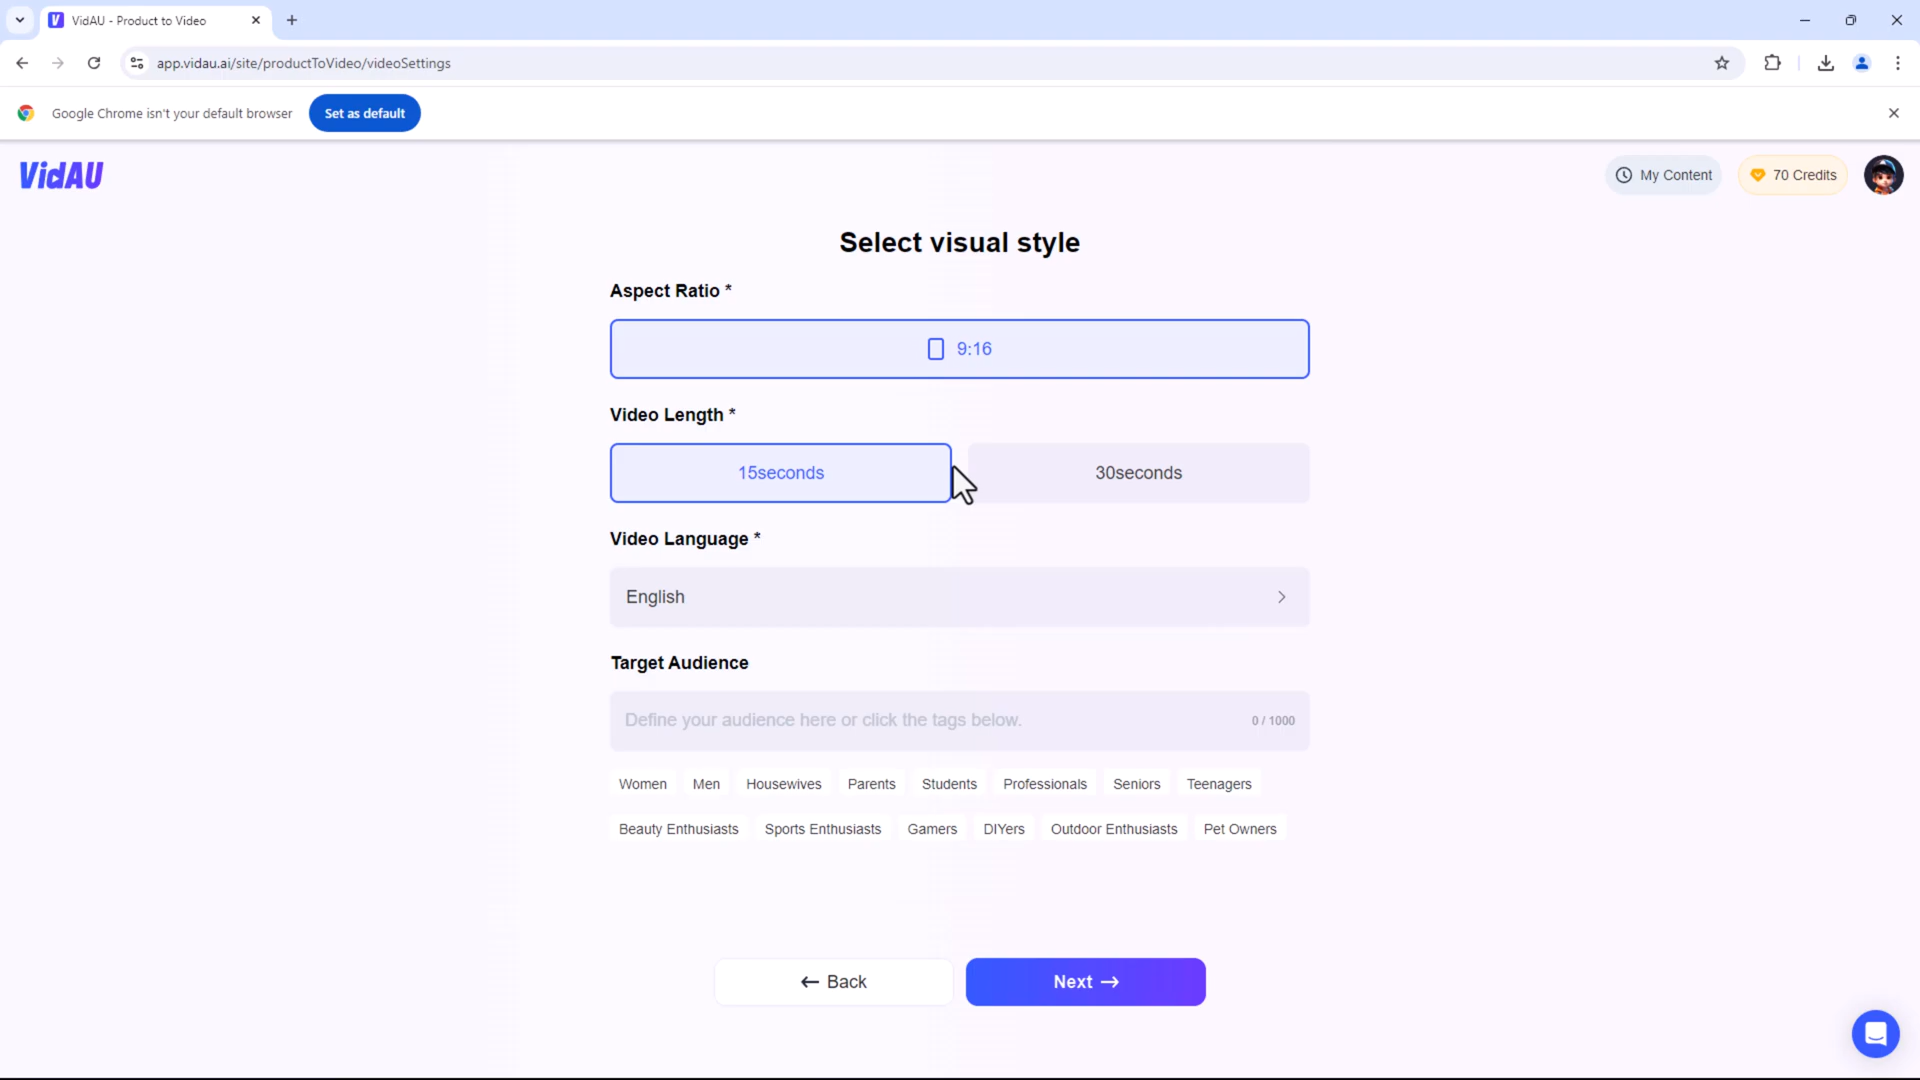 VidAU - Product to Video
app.vidau.ai/site/productToVideo/videoSettings
Google Chrome isn't your default browser
Set as default
VidAU
My Content
70 Credits
Select visual style
Aspect Ratio *
9:16
Video Length *
15seconds
30seconds
Video Language *
English
Target Audience
Define your audience here or click the tags below.
0 / 1000
Women Men Housewives Parents Students Professionals Seniors Teenagers
Beauty Enthusiasts Sports Enthusiasts Gamers DIYers Outdoor Enthusiasts Pet Owners
← Back
Next →